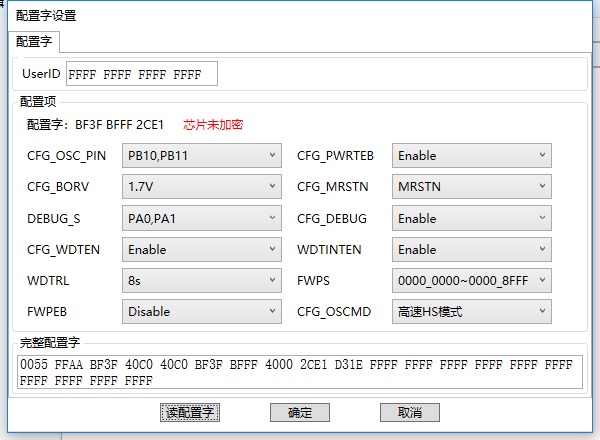 配置字设置
配置字
UserID FFFF FFFF FFFF FFFF
配置项
配置字: BF3F BFFF 2CE1 芯片未加密
CFG_OSC_PIN PB10,PB11 CFG_PWRTEB Enable
CFG_BORV 1.7V CFG_MRSTN MRSTN
DEBUG_S PA0,PA1 CFG_DEBUG Enable
CFG_WDTEN Enable WDTINTEN Enable
WDTRL 8s FWPS 0000_0000~0000_8FFF
FWPEB Disable CFG_OSCMD 高速HS模式
完整配置字
0055 FFAA BF3F 40C0 40C0 BF3F BFFF 4000 2CE1 D31E FFFF FFFF FFFF FFFF FFFF FFFF
FFFF FFFF FFFF FFFF
读配置字 确定 取消